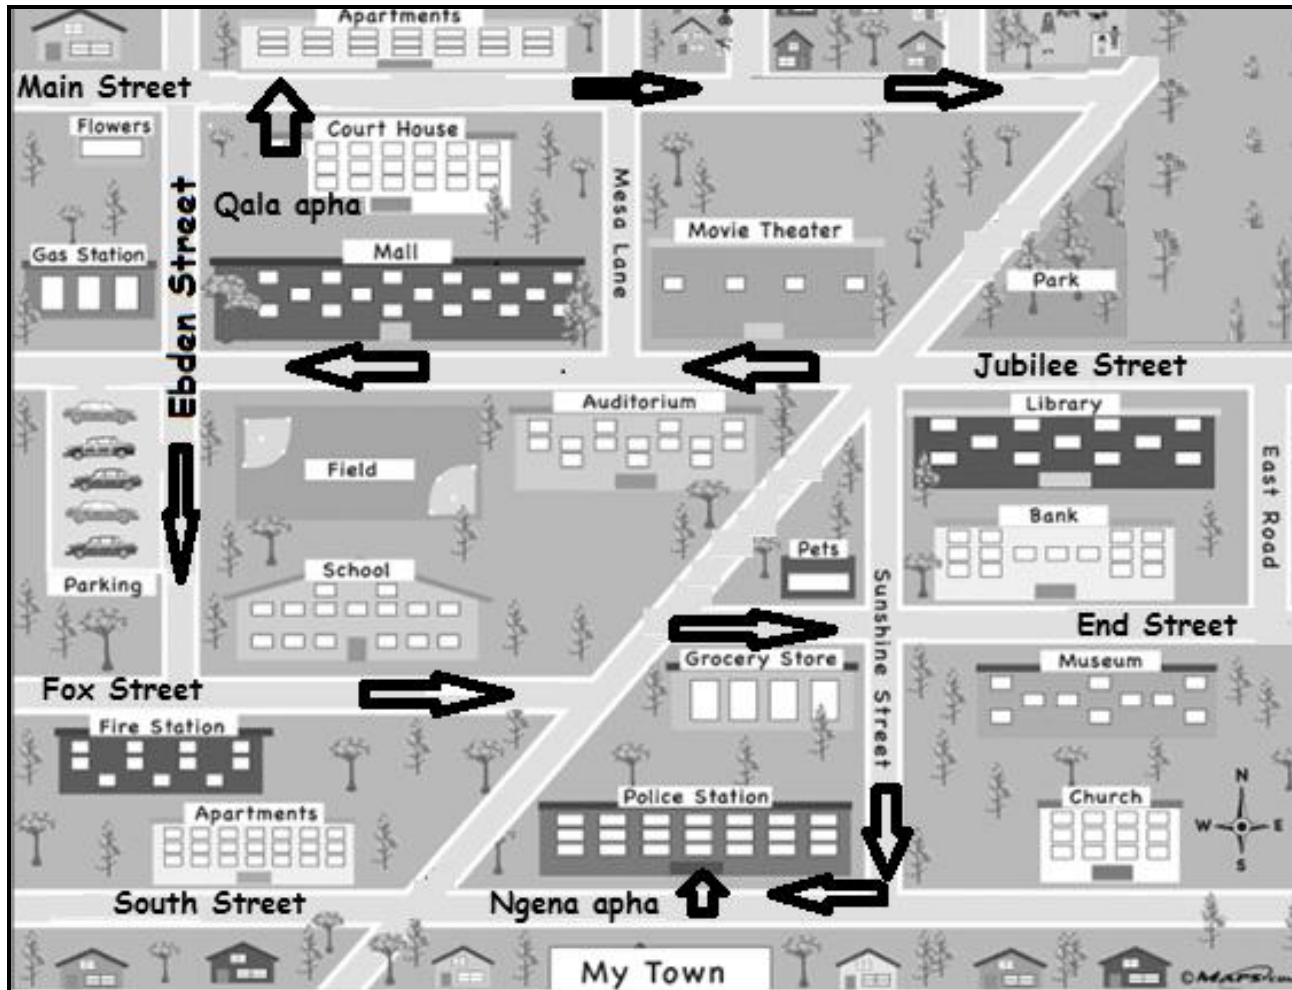 Apartments
Main Street
Flowers
Court House
Ebden Street
Qala apha
Mesa Lane
Gas Station
Mall
Movie Theater
Park
Jubilee Street
Auditorium
Library
Field
East Road
Bank
Pets
School
Parking
Sunshine Street
End Street
Grocery Store
Museum
Fox Street
Fire Station
Police Station
Church
Apartments
N
W
E
S
South Street
Ngena apha
My Town